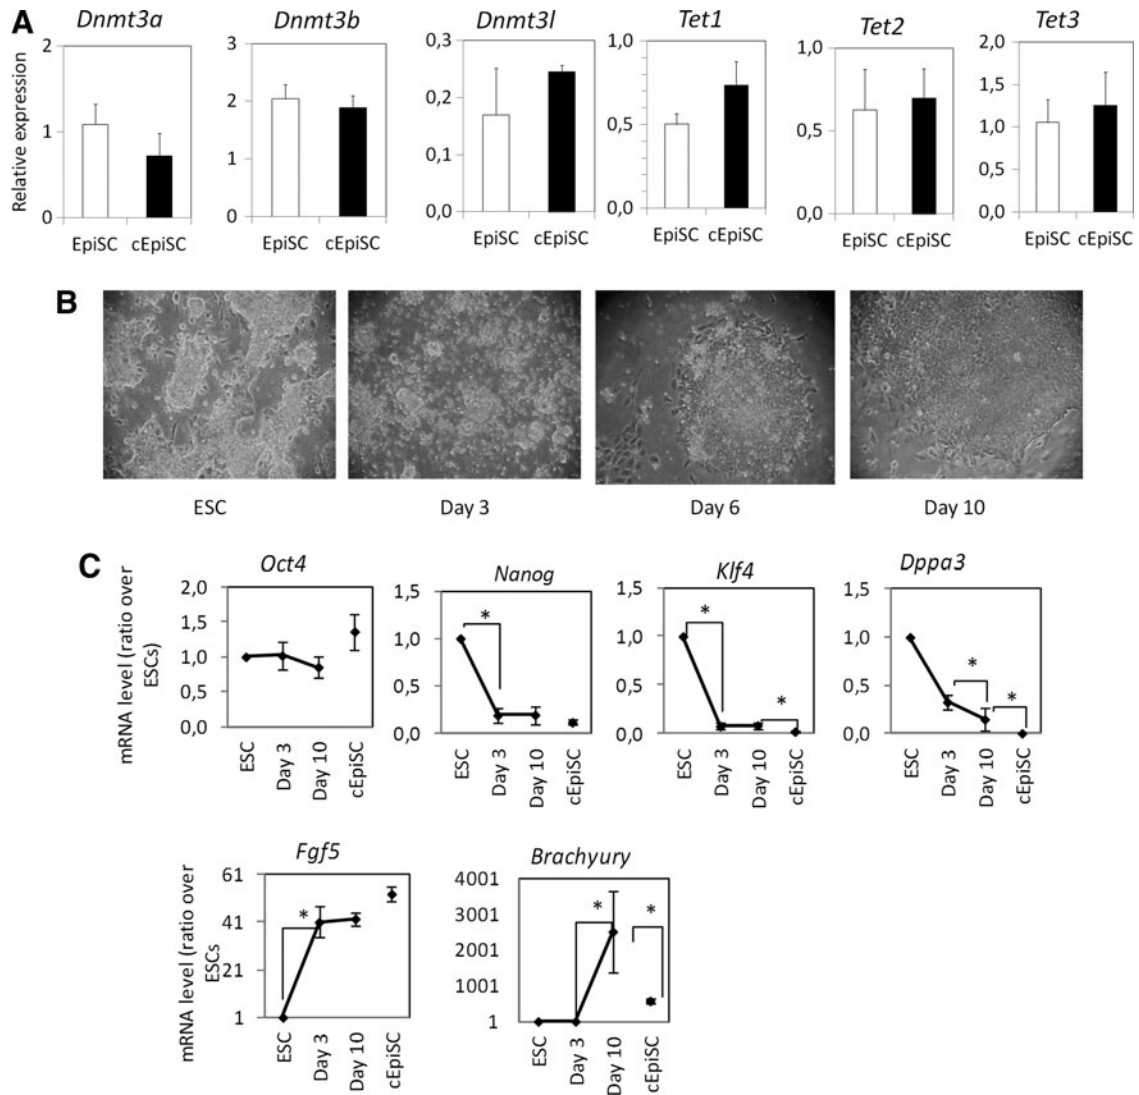 A
Dnmt3a
Dnmt3b
Dnmt3l
Tet1
Tet2
Tet3
Relative expression
2
1
0
EpiSC cEpiSC
3
2
1
0
EpiSC cEpiSC
0,3
0,2
0,1
0,0
EpiSC cEpiSC
1,0
0,5
0,0
EpiSC cEpiSC
1,0
0,5
0,0
EpiSC cEpiSC
2,0
1,5
1,0
0,5
0,0
EpiSC cEpiSC
B
ESC
Day 3
Day 6
Day 10
C
mRNA level (ratio over
ESCs)
Oct4
2,0
1,5
1,0
0,5
0,0
ESC
Day 3
Day 10
cEpiSC
Nanog
1,5
1,0
0,5
0,0
*
ESC
Day 3
Day 10
cEpiSC
Klf4
1,5
1,0
0,5
0,0
*
*
ESC
Day 3
Day 10
cEpiSC
Dppa3
1,5
1,0
0,5
0,0
*
*
ESC
Day 3
Day 10
cEpiSC
mRNA level (ratio over
ESCs)
Fgf5
61
41
21
1
*
ESC
Day 3
Day 10
cEpiSC
Brachyury
4001
3001
2001
1001
1
*
*
ESC
Day 3
Day 10
cEpiSC